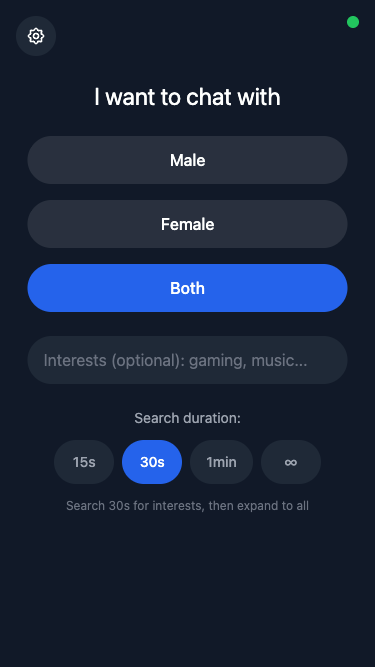 I want to chat with
Male
Female
Both
Interests (optional): gaming, music...
Search duration:
15s 30s 1min ∞
Search 30s for interests, then expand to all